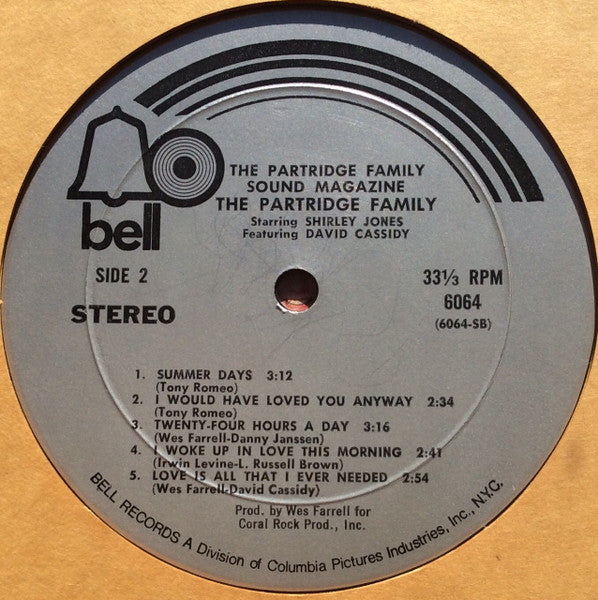 bell
THE PARTRIDGE FAMILY
SOUND MAGAZINE
THE PARTRIDGE FAMILY
Starring SHIRLEY JONES
Featuring DAVID CASSIDY
SIDE 2
STEREO
33⅓ RPM
6064
(6064-SB)
1. SUMMER DAYS 3:12
(Tony Romeo)
2. I WOULD HAVE LOVED YOU ANYWAY 2:34
(Tony Romeo)
3. TWENTY-FOUR HOURS A DAY 3:16
(Wes Farrell-Danny Janssen)
4. I WOKE UP IN LOVE THIS MORNING 2:41
(Irwin Levine-L. Russell Brown)
5. LOVE IS ALL THAT I EVER NEEDED 2:54
(Wes Farrell-David Cassidy)
Prod. by Wes Farrell for
Coral Rock Prod., Inc.
BELL RECORDS A Division of Columbia Pictures Industries, Inc., N.Y.C.